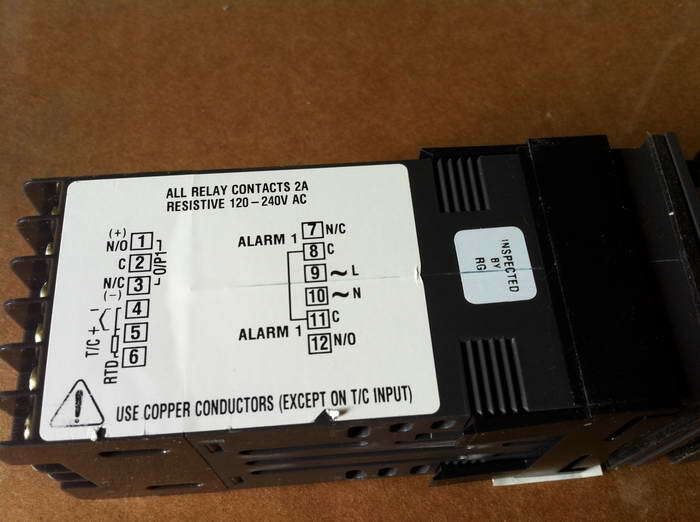 ALL RELAY CONTACTS 2A
RESISTIVE 120-240V AC
(+)
N/O 1
C 2
N/C 3
(-)
O/P1
4
5
6
T/C + -
RTD
7 N/C
ALARM 1
8 C
9 ~ L
10 ~ N
11 C
ALARM 1
12 N/O
USE COPPER CONDUCTORS (EXCEPT ON T/C INPUT)
!
INSPECTED
BY
RG